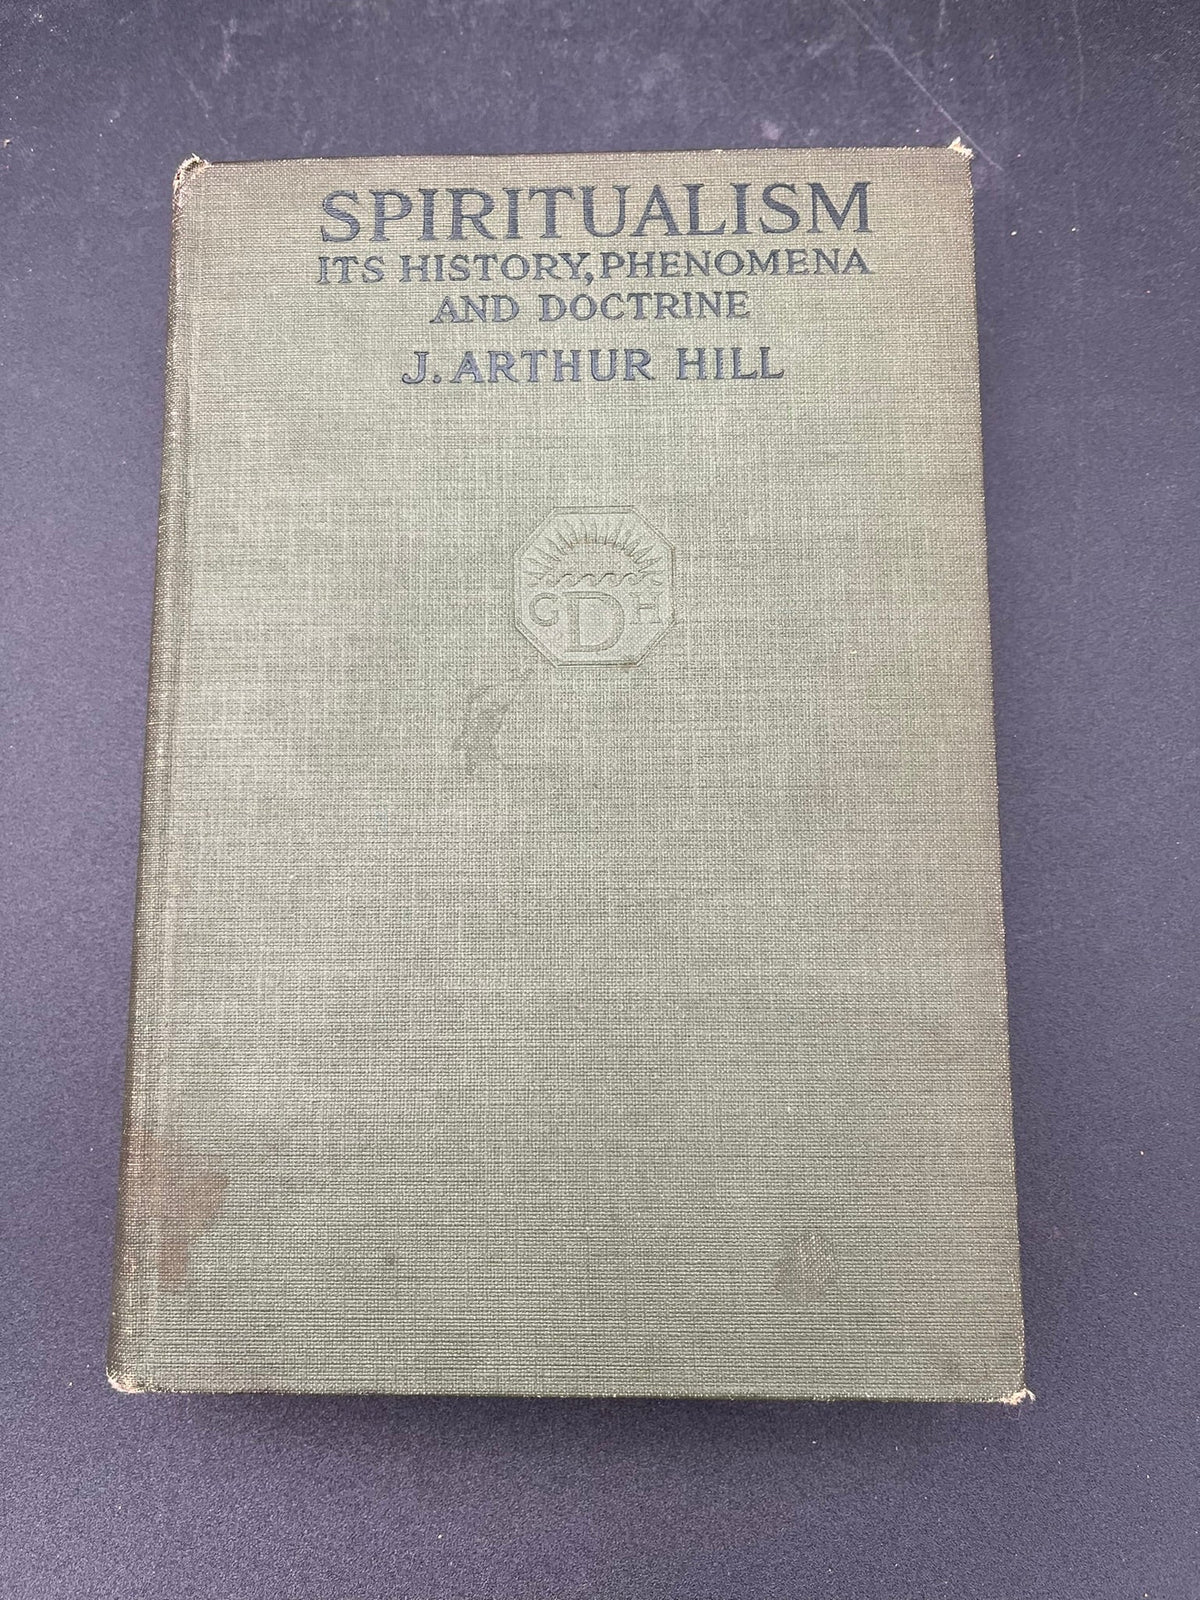 SPIRITUALISM
ITS HISTORY, PHENOMENA
AND DOCTRINE
J. ARTHUR HILL
G D H